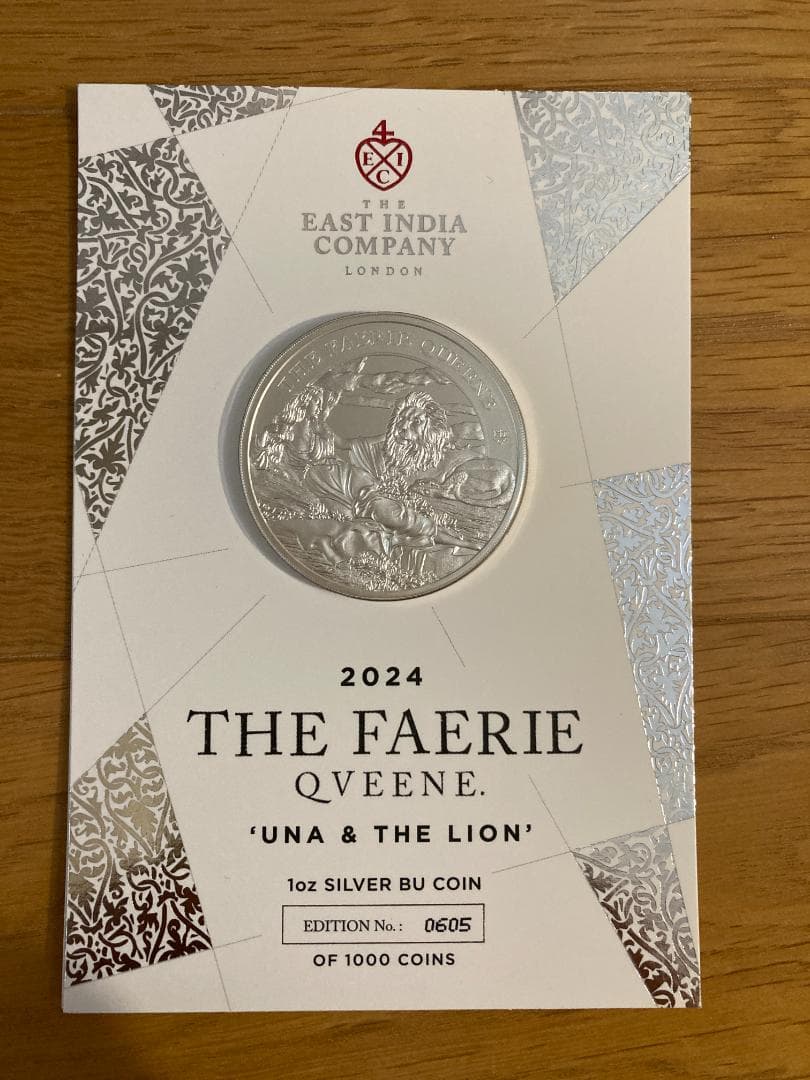 4
E I
C
THE
EAST INDIA
COMPANY
LONDON
THE FAERIE QUEENE
2024
THE FAERIE
QVEENE.
‘UNA & THE LION’
1oz SILVER BU COIN
EDITION No.: 0605
OF 1000 COINS